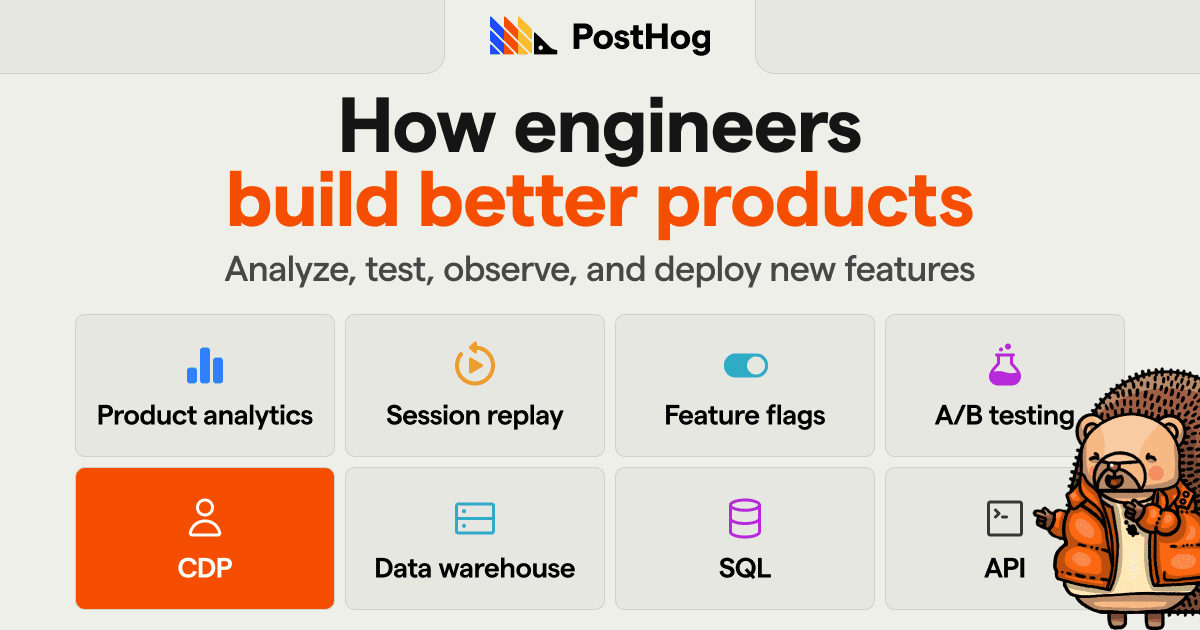 PostHog
How engineers
build better products
Analyze, test, observe, and deploy new features
Product analytics
Session replay
Feature flags
A/B testing
CDP
Data warehouse
SQL
API